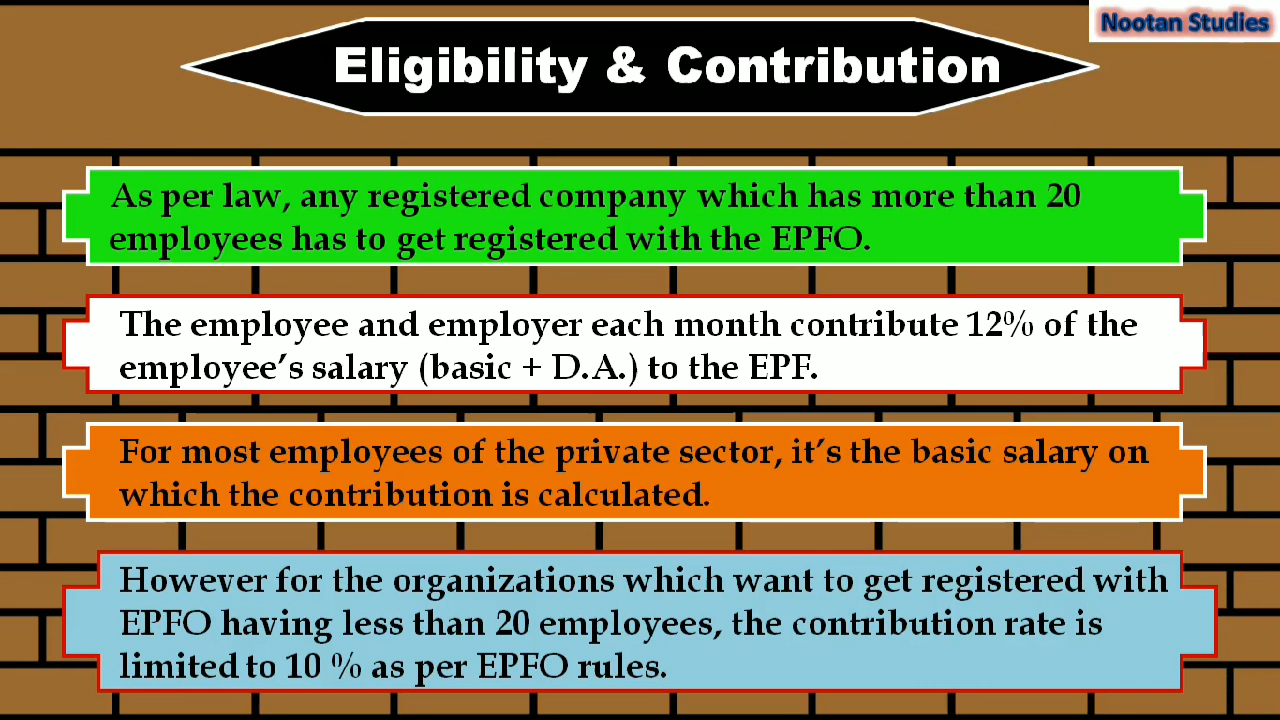 Nootan Studies
Eligibility & Contribution
As per law, any registered company which has more than 20
employees has to get registered with the EPFO.
The employee and employer each month contribute 12% of the
employee’s salary (basic + D.A.) to the EPF.
For most employees of the private sector, it’s the basic salary on
which the contribution is calculated.
However for the organizations which want to get registered with
EPFO having less than 20 employees, the contribution rate is
limited to 10 % as per EPFO rules.